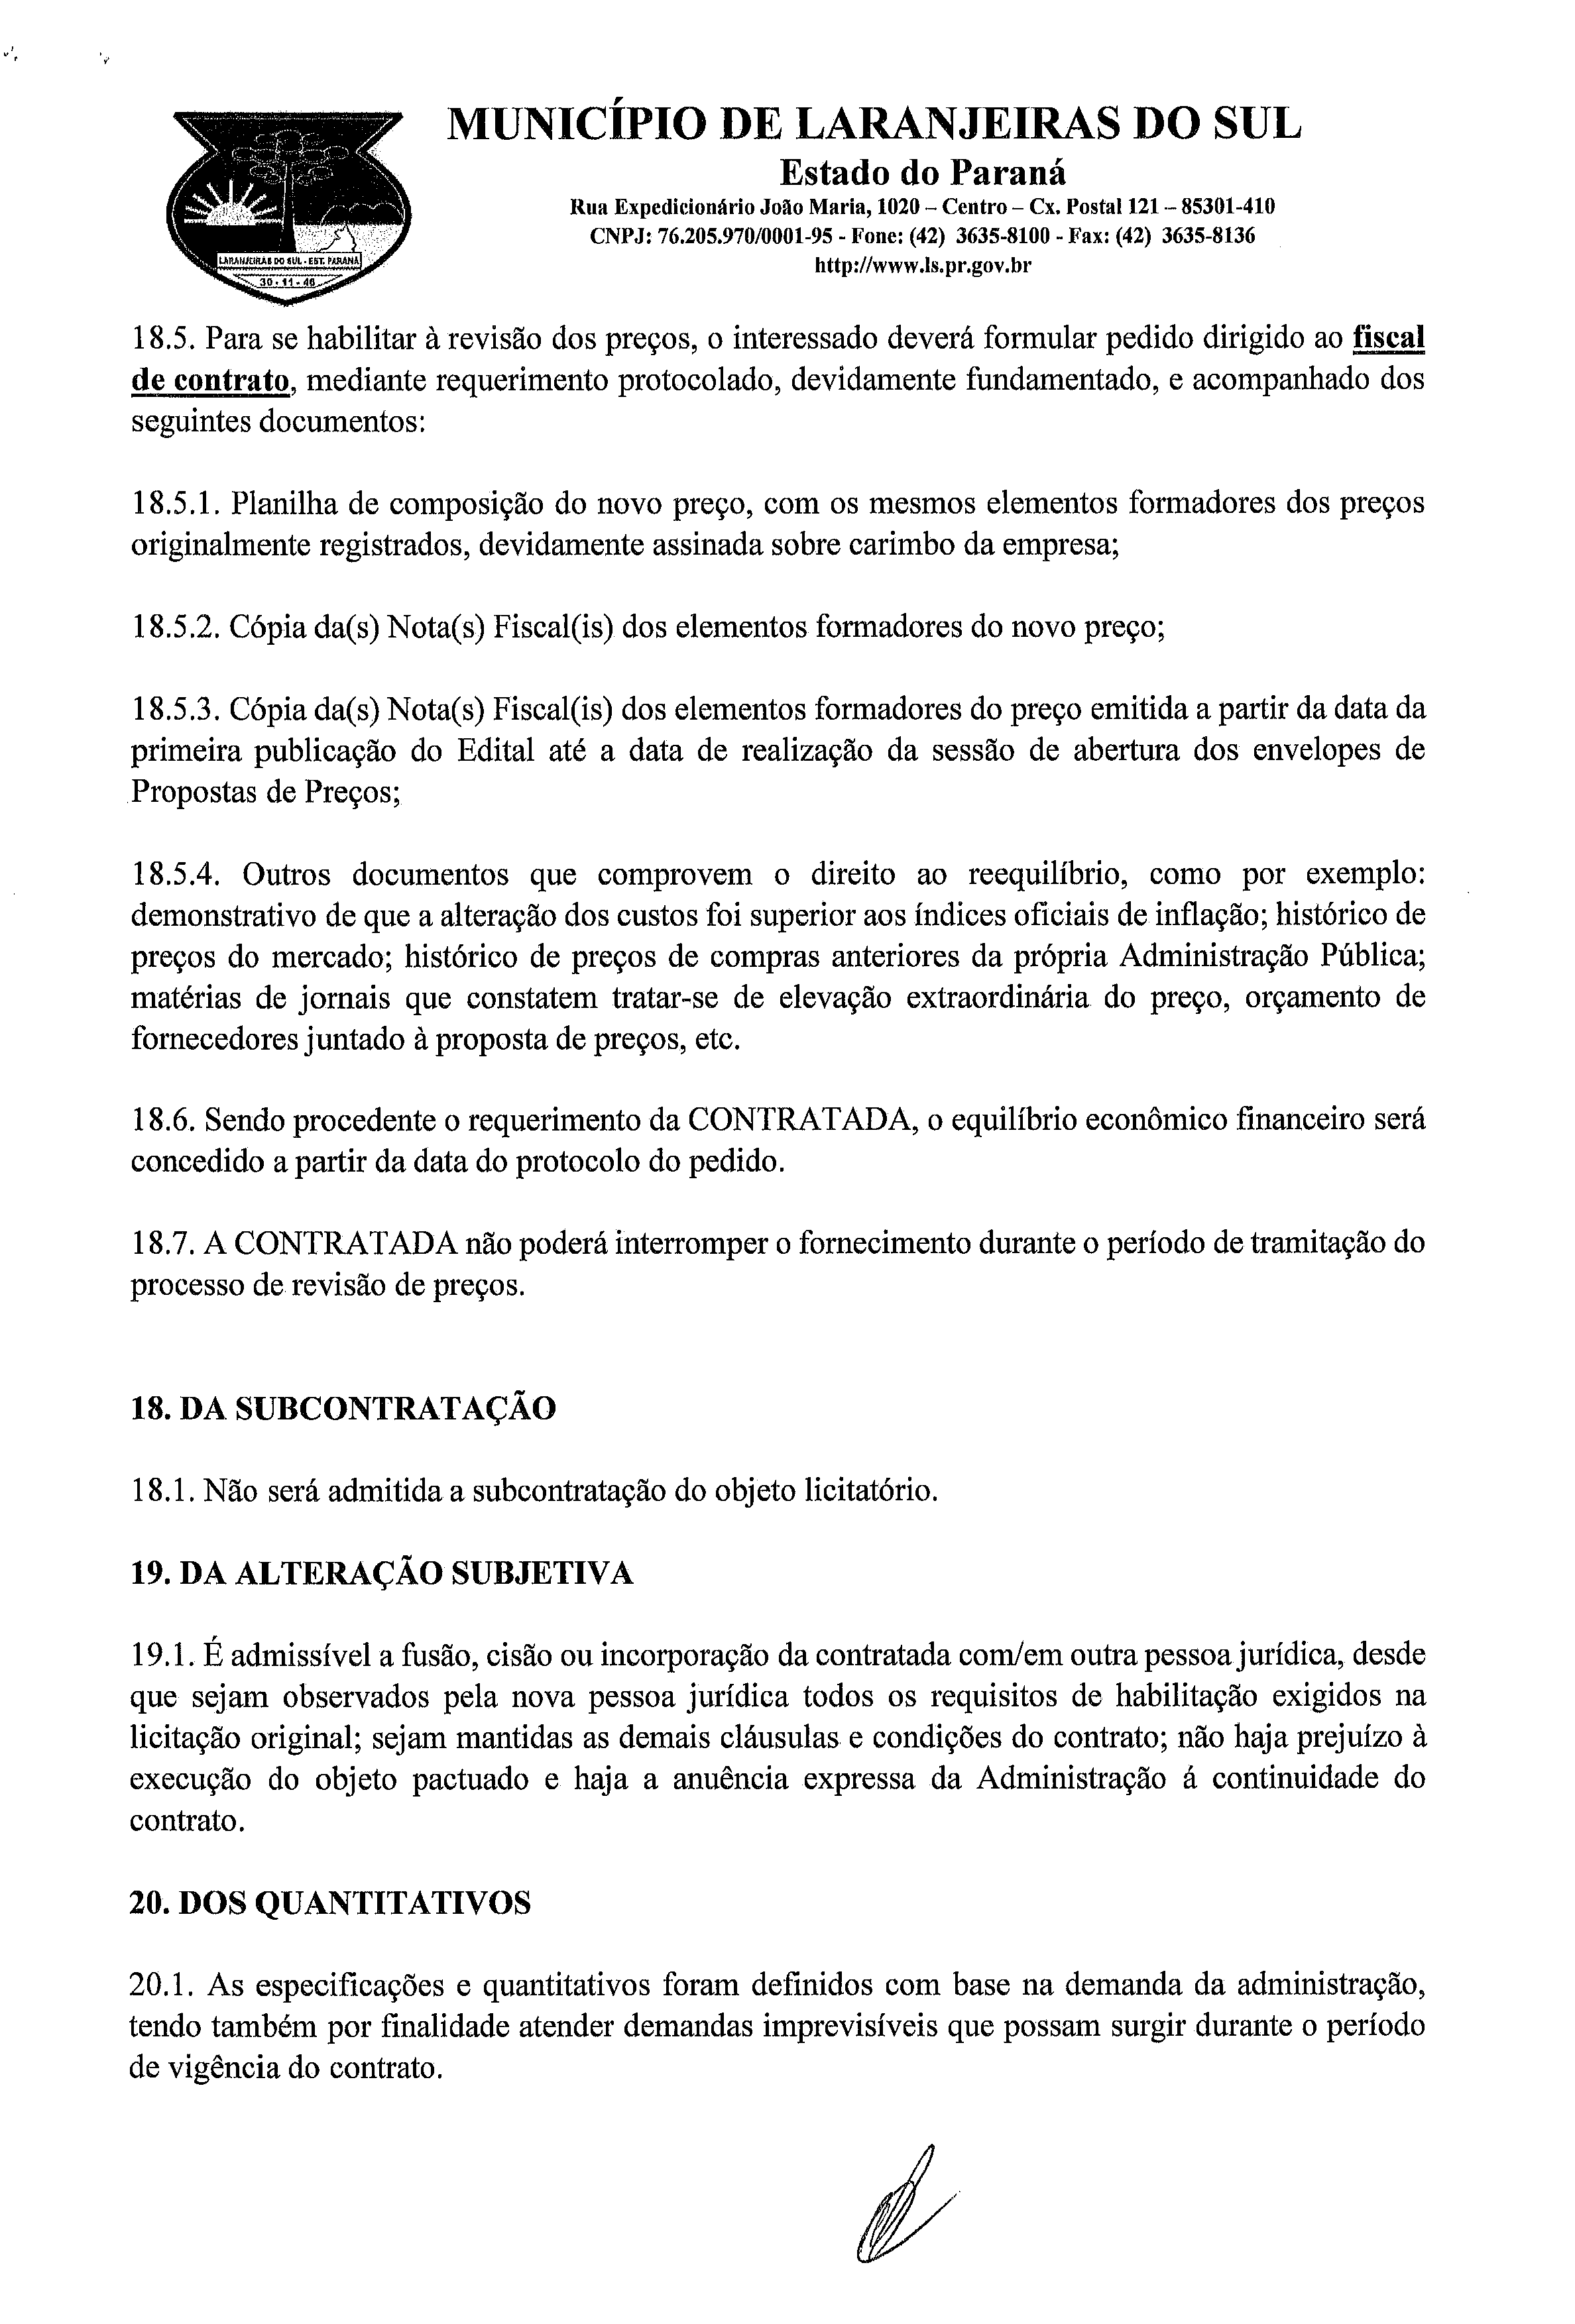 MUNICÍPIO DE LARANJEIRAS DO SUL
Estado do Paraná
Rua Expedicionário João Maria, 1020 – Centro – Cx. Postal 121 – 85301-410
CNPJ: 76.205.970/0001-95 - Fone: (42) 3635-8100 - Fax: (42) 3635-8136
http://www.ls.pr.gov.br
LARANJEIRAS DO SUL - EST. PARANÁ
30 - 11 - 46
18.5. Para se habilitar à revisão dos preços, o interessado deverá formular pedido dirigido ao fiscal
de contrato, mediante requerimento protocolado, devidamente fundamentado, e acompanhado dos
seguintes documentos:
18.5.1. Planilha de composição do novo preço, com os mesmos elementos formadores dos preços
originalmente registrados, devidamente assinada sobre carimbo da empresa;
18.5.2. Cópia da(s) Nota(s) Fiscal(is) dos elementos formadores do novo preço;
18.5.3. Cópia da(s) Nota(s) Fiscal(is) dos elementos formadores do preço emitida a partir da data da
primeira publicação do Edital até a data de realização da sessão de abertura dos envelopes de
Propostas de Preços;
18.5.4. Outros documentos que comprovem o direito ao reequilíbrio, como por exemplo:
demonstrativo de que a alteração dos custos foi superior aos índices oficiais de inflação; histórico de
preços do mercado; histórico de preços de compras anteriores da própria Administração Pública;
matérias de jornais que constatem tratar-se de elevação extraordinária do preço, orçamento de
fornecedores juntado à proposta de preços, etc.
18.6. Sendo procedente o requerimento da CONTRATADA, o equilíbrio econômico financeiro será
concedido a partir da data do protocolo do pedido.
18.7. A CONTRATADA não poderá interromper o fornecimento durante o período de tramitação do
processo de revisão de preços.
18. DA SUBCONTRATAÇÃO
18.1. Não será admitida a subcontratação do objeto licitatório.
19. DA ALTERAÇÃO SUBJETIVA
19.1. É admissível a fusão, cisão ou incorporação da contratada com/em outra pessoa jurídica, desde
que sejam observados pela nova pessoa jurídica todos os requisitos de habilitação exigidos na
licitação original; sejam mantidas as demais cláusulas e condições do contrato; não haja prejuízo à
execução do objeto pactuado e haja a anuência expressa da Administração á continuidade do
contrato.
20. DOS QUANTITATIVOS
20.1. As especificações e quantitativos foram definidos com base na demanda da administração,
tendo também por finalidade atender demandas imprevisíveis que possam surgir durante o período
de vigência do contrato.